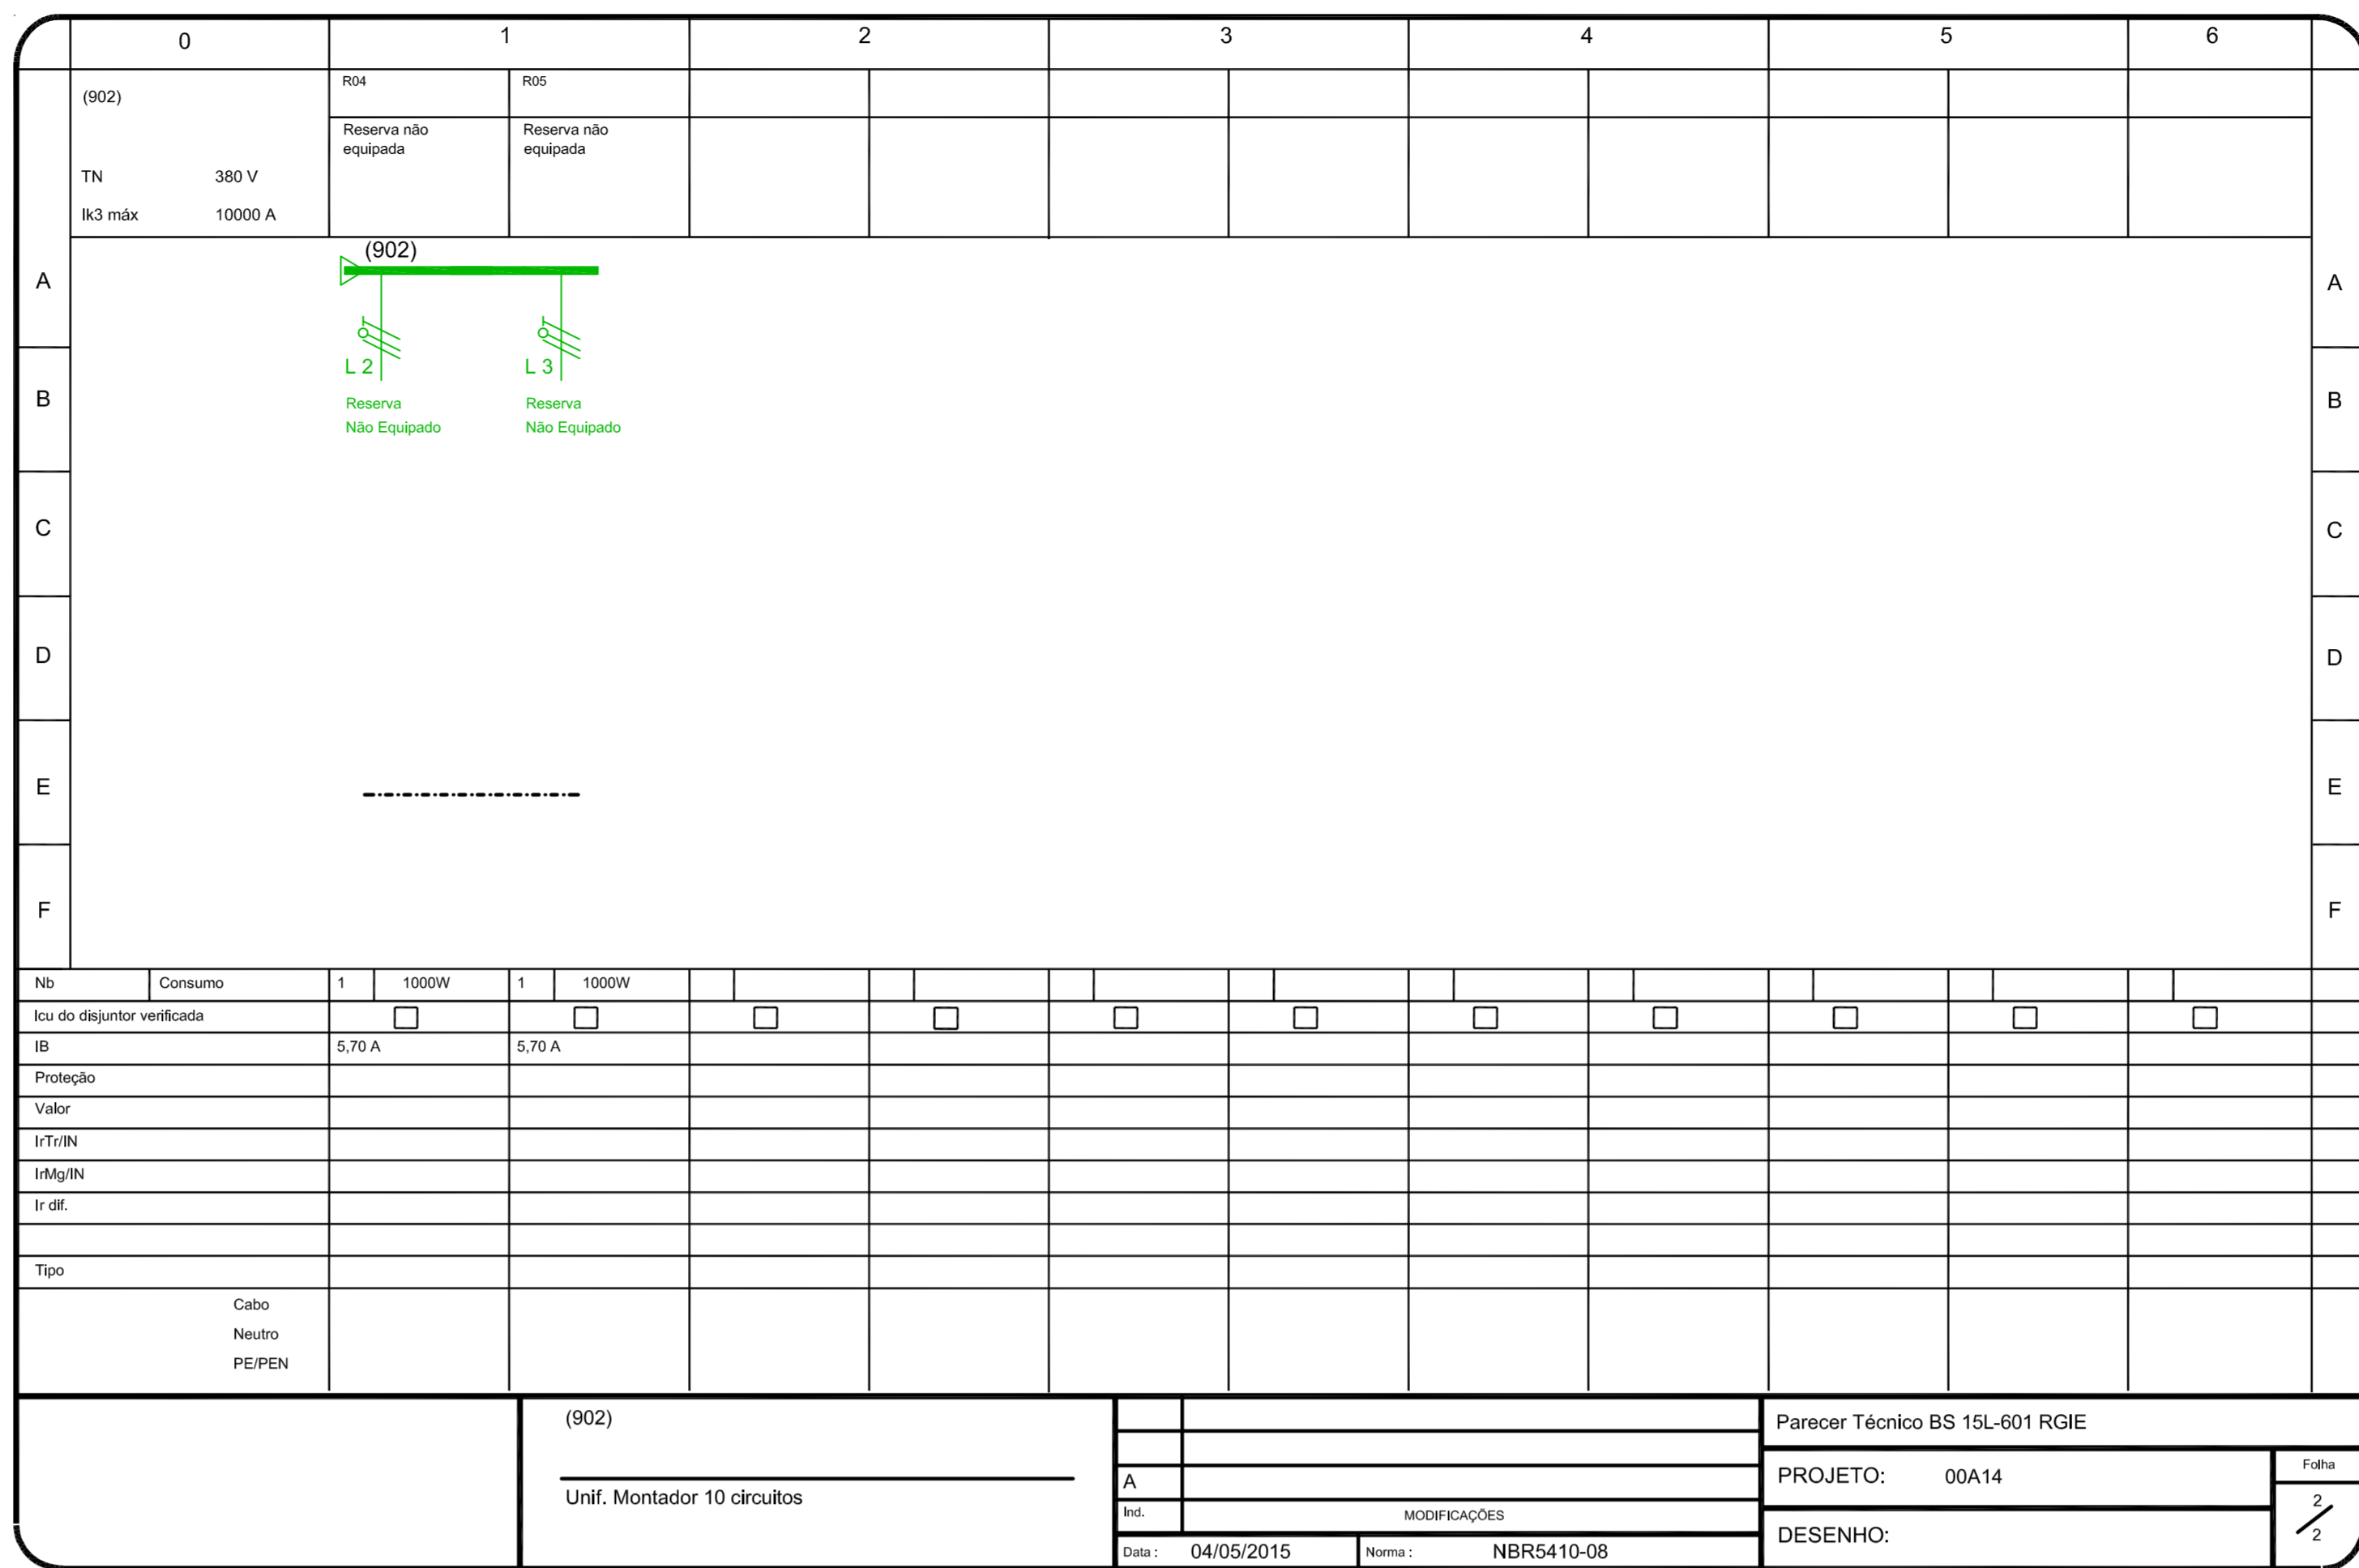 0 1 2 3 4 5 6
(902)
R04 R05
Reserva não equipada
Reserva não equipada
TN 380 V
Ik3 máx 10000 A
(902)
A A
L 2 L 3
B B
Reserva Reserva
Não Equipado Não Equipado
C C
D D
E E
F F
Nb Consumo 1 1000W 1 1000W
Icu do disjuntor verificada
IB 5,70 A 5,70 A
Proteção
Valor
IrTr/IN
IrMg/IN
Ir dif.
Tipo
Cabo
Neutro
PE/PEN
(902)
Unif. Montador 10 circuitos
A
Ind. MODIFICAÇÕES
Data : 04/05/2015 Norma : NBR5410-08
Parecer Técnico BS 15L-601 RGIE
PROJETO: 00A14
DESENHO:
Folha
2
2